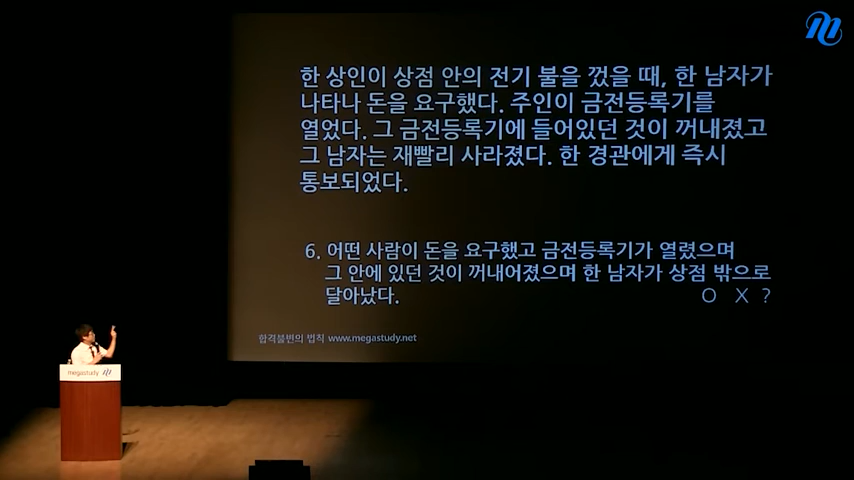 한 상인이 상점 안의 전기 불을 껐을 때, 한 남자가
나타나 돈을 요구했다. 주인이 금전등록기를
열었다. 그 금전등록기에 들어있던 것이 꺼내졌고
그 남자는 재빨리 사라졌다. 한 경관에게 즉시
통보되었다.
6. 어떤 사람이 돈을 요구했고 금전등록기가 열렸으며
그 안에 있던 것이 꺼내어졌으며 한 남자가 상점 밖으로
달아났다.
O X ?
합격불변의 법칙 www.megastudy.net
megastudy